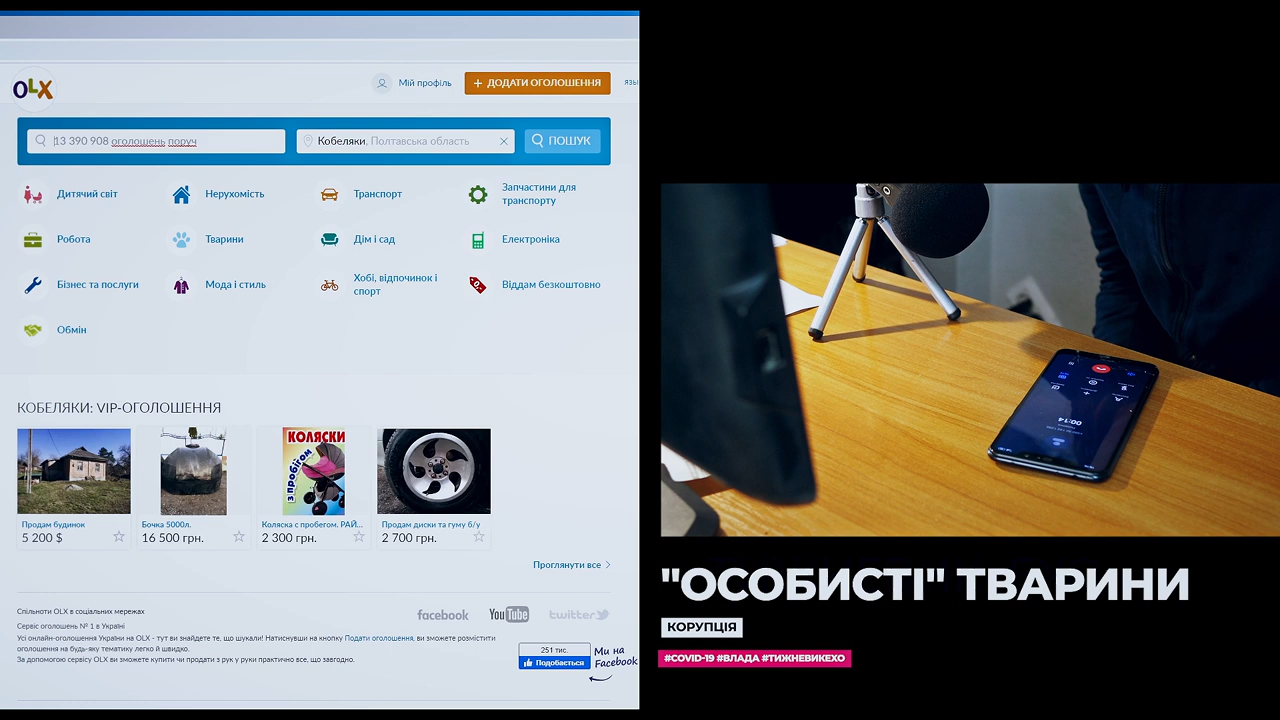 OLX
Мій профіль
+ ДОДАТИ ОГОЛОШЕННЯ
язы
13 390 908 оголошень поруч
Кобеляки, Полтавська область
ПОШУК
Дитячий світ
Нерухомість
Транспорт
Запчастини для
транспорту
Робота
Тварини
Дім і сад
Електроніка
Бізнес та послуги
Мода і стиль
Хобі, відпочинок і
спорт
Віддам безкоштовно
Обмін
КОБЕЛЯКИ: VIP-ОГОЛОШЕННЯ
КОЛЯСКИ
з пробігом
Продам будинок
5 200 $
Бочка 5000л.
16 500 грн.
Коляска с пробегом. РАЙ...
2 300 грн.
Продам диски та гуму б/у
2 700 грн.
Проглянути все
Спільноти OLX в соціальних мережах
facebook
YouTube
twitter
Сервіс оголошень № 1 в Україні
Усі онлайн-оголошення України на OLX - тут ви знайдете те, що шукали! Натиснувши на кнопку Подати оголошення, ви зможете розмістити
оголошення на будь-яку тематику легко й швидко.
За допомогою сервісу OLX ви зможете купити чи продати з рук у руки практично все, що завгодно.
251 тис.
Подобається
Ми на
Facebook
00:14
"ОСОБИСТІ" ТВАРИНИ
КОРУПЦІЯ
#COVID-19 #ВЛАДА #ТИЖНЕВИКЕХО